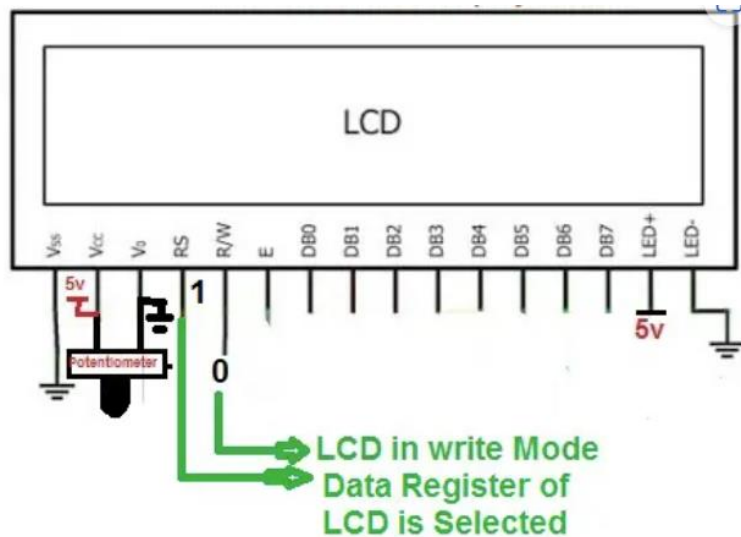 LCD
Vss
Vcc
V₀
RS
R/W
E
DB0
DB1
DB2
DB3
DB4
DB5
DB6
DB7
LED+
LED-
5v
1
5v
Potentiometer
0
LCD in write Mode
Data Register of
LCD is Selected